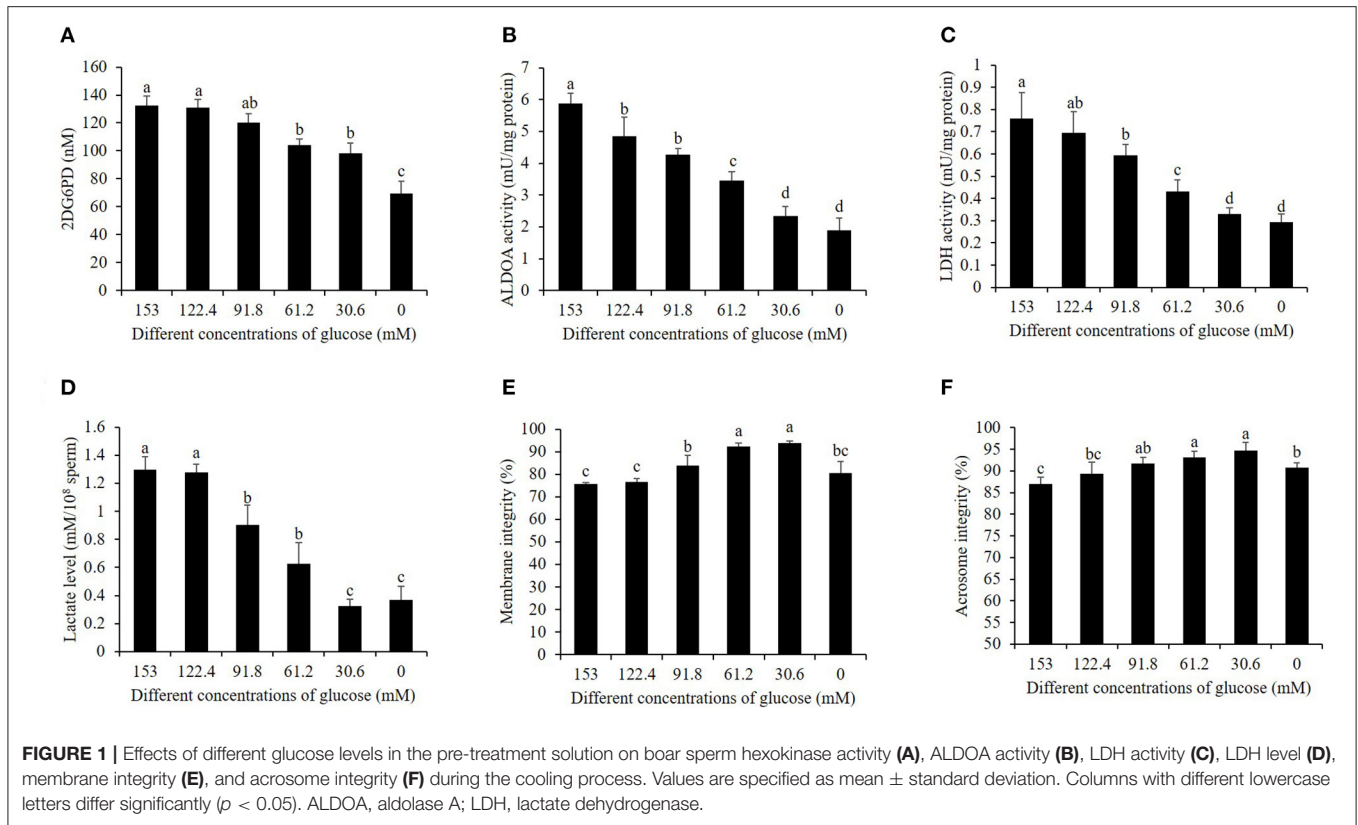 A
160
140
120
100
80
60
40
20
0
2DG6PD (nM)
a
a
ab
b
b
c
153 122.4 91.8 61.2 30.6 0
Different concentrations of glucose (mM)
B
7
6
5
4
3
2
1
0
ALDOA activity (mU/mg protein)
a
b
b
c
d
d
153 122.4 91.8 61.2 30.6 0
Different concentrations of glucose (mM)
C
1
0.9
0.8
0.7
0.6
0.5
0.4
0.3
0.2
0.1
0
LDH activity (mU/mg protein)
a
ab
b
c
d
d
153 122.4 91.8 61.2 30.6 0
Different concentrations of glucose (mM)
D
1.6
1.4
1.2
1
0.8
0.6
0.4
0.2
0
Lactate level (mM/10⁸ sperm)
a
a
b
b
c
c
153 122.4 91.8 61.2 30.6 0
Different concentrations of glucose (mM)
E
100
90
80
70
60
50
40
30
20
10
0
Membrane integrity (%)
c
c
b
a
a
bc
153 122.4 91.8 61.2 30.6 0
Different concentrations of glucose (mM)
F
100
95
90
85
80
75
70
65
60
55
50
Acrosome integrity (%)
c
bc
ab
a
a
b
153 122.4 91.8 61.2 30.6 0
Different concentrations of glucose (mM)
FIGURE 1 | Effects of different glucose levels in the pre-treatment solution on boar sperm hexokinase activity (A), ALDOA activity (B), LDH activity (C), LDH level (D),
membrane integrity (E), and acrosome integrity (F) during the cooling process. Values are specified as mean ± standard deviation. Columns with different lowercase
letters differ significantly (p < 0.05). ALDOA, aldolase A; LDH, lactate dehydrogenase.